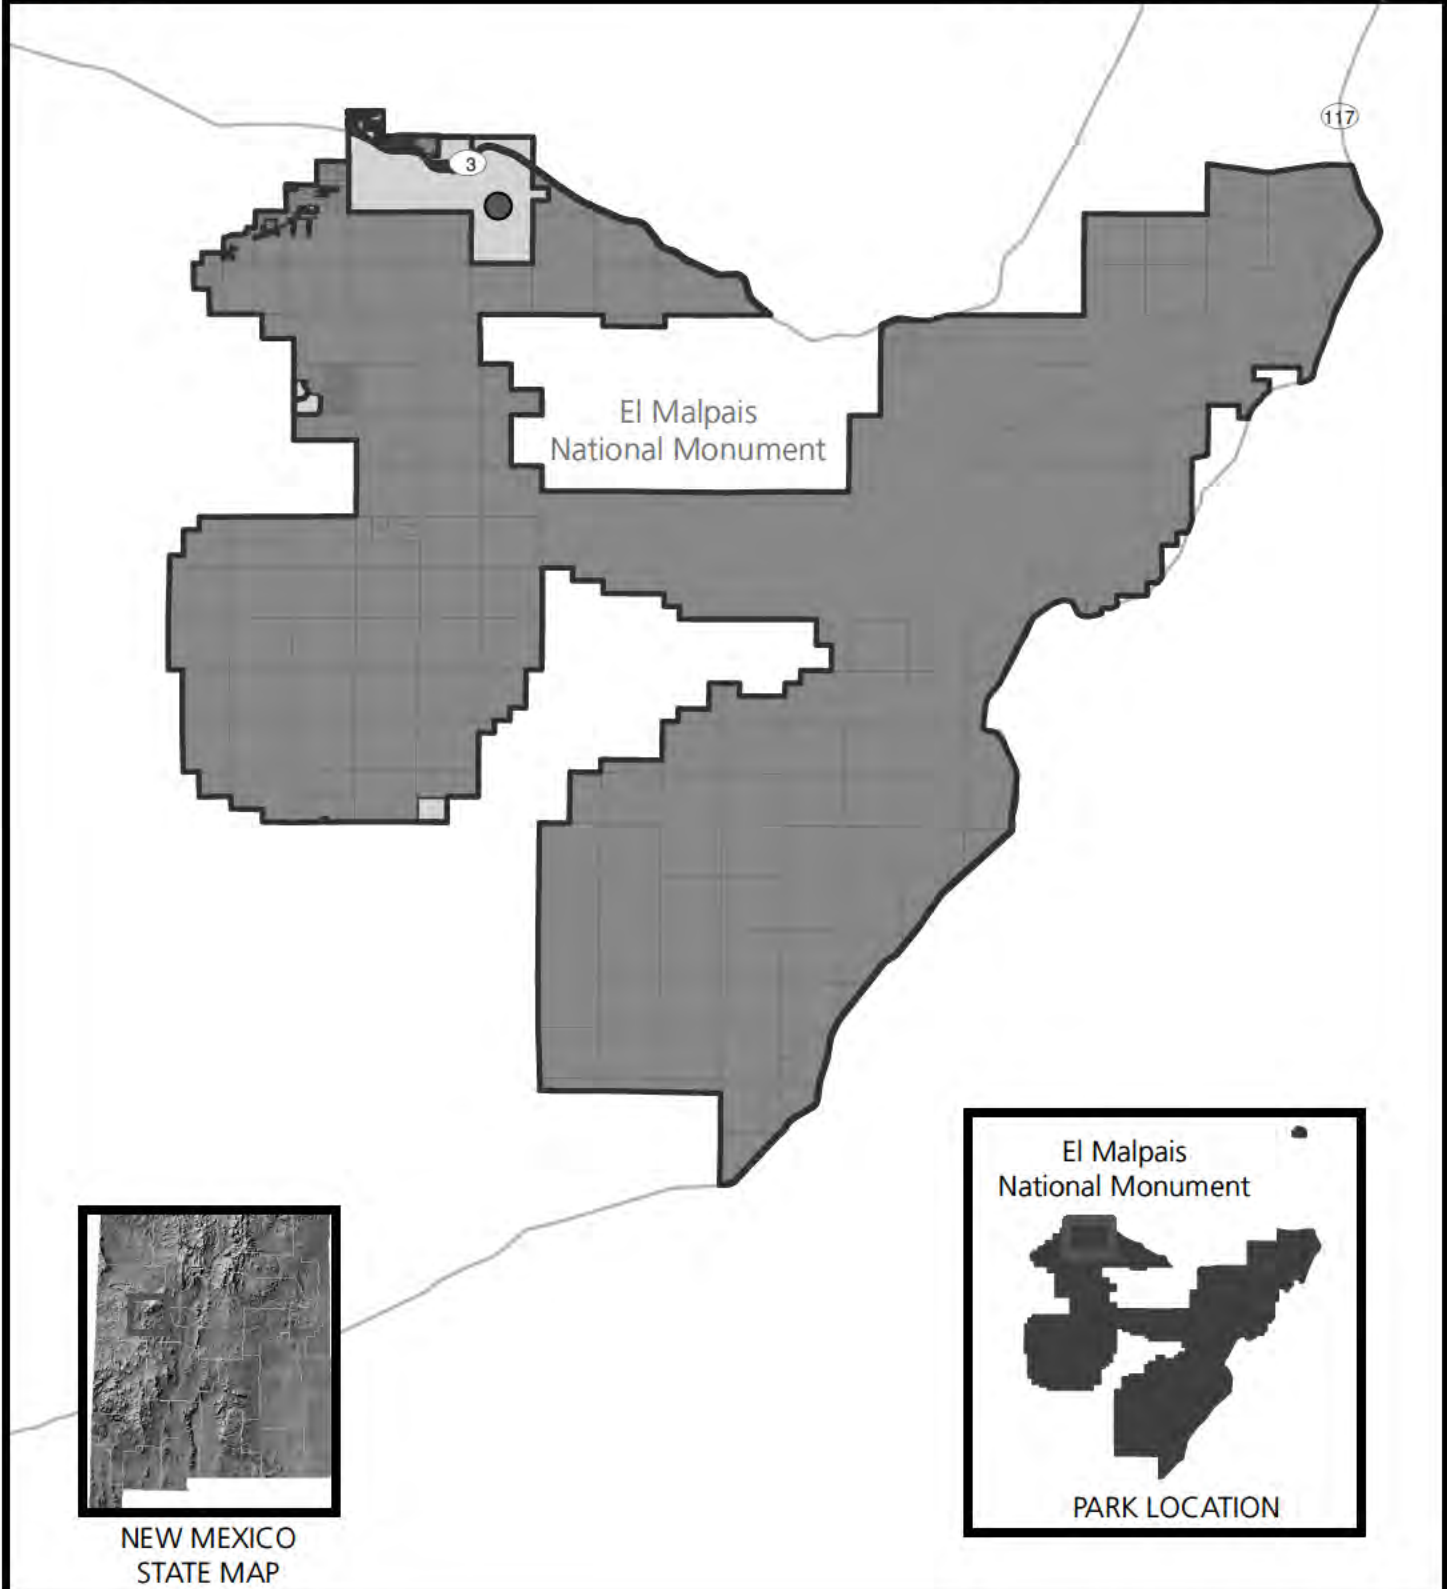 117
3
El Malpais
National Monument
El Malpais
National Monument
PARK LOCATION
NEW MEXICO
STATE MAP